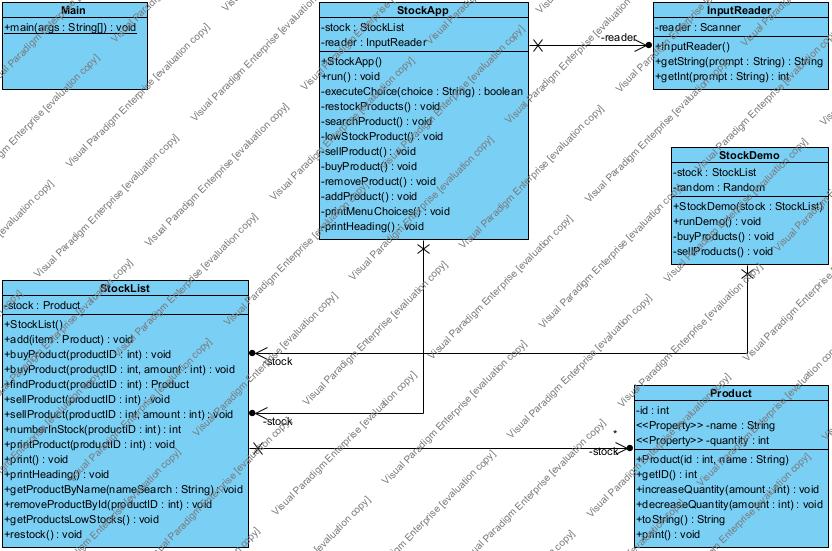 Main
+main(args : String[]) : void
StockApp
-stock : StockList
-reader : InputReader
+StockApp()
+run() : void
-executeChoice(choice : String) : boolean
-restockProducts() : void
-searchProduct() : void
-lowStockProduct() : void
-sellProduct() : void
-buyProduct() : void
-removeProduct() : void
-addProduct() : void
-printMenuChoices() : void
-printHeading() : void
-reader
InputReader
-reader : Scanner
+InputReader()
+getString(prompt : String) : String
+getInt(prompt : String) : int
StockDemo
-stock : StockList
-random : Random
+StockDemo(stock : StockList)
+runDemo() : void
-buyProducts() : void
-sellProducts() : void
StockList
-stock : Product
+StockList()
+add(item : Product) : void
+buyProduct(productID : int) : void
+buyProduct(productID : int, amount : int) : void
+findProduct(productID : int) : Product
+sellProduct(productID : int) : void
+sellProduct(productID : int, amount : int) : void
+numberInStock(productID : int) : int
+printProduct(productID : int) : void
+print() : void
+printHeading() : void
+getProductByName(nameSearch : String) : void
+removeProductById(productID : int) : void
+getProductsLowStocks() : void
+restock() : void
-stock
-stock
*
-stock
Product
-id : int
<<Property>> -name : String
<<Property>> -quantity : int
+Product(id : int, name : String)
+getID() : int
+increaseQuantity(amount : int) : void
+decreaseQuantity(amount : int) : void
+toString() : String
+print() : void
Visual Paradigm Enterprise [evaluation copy]